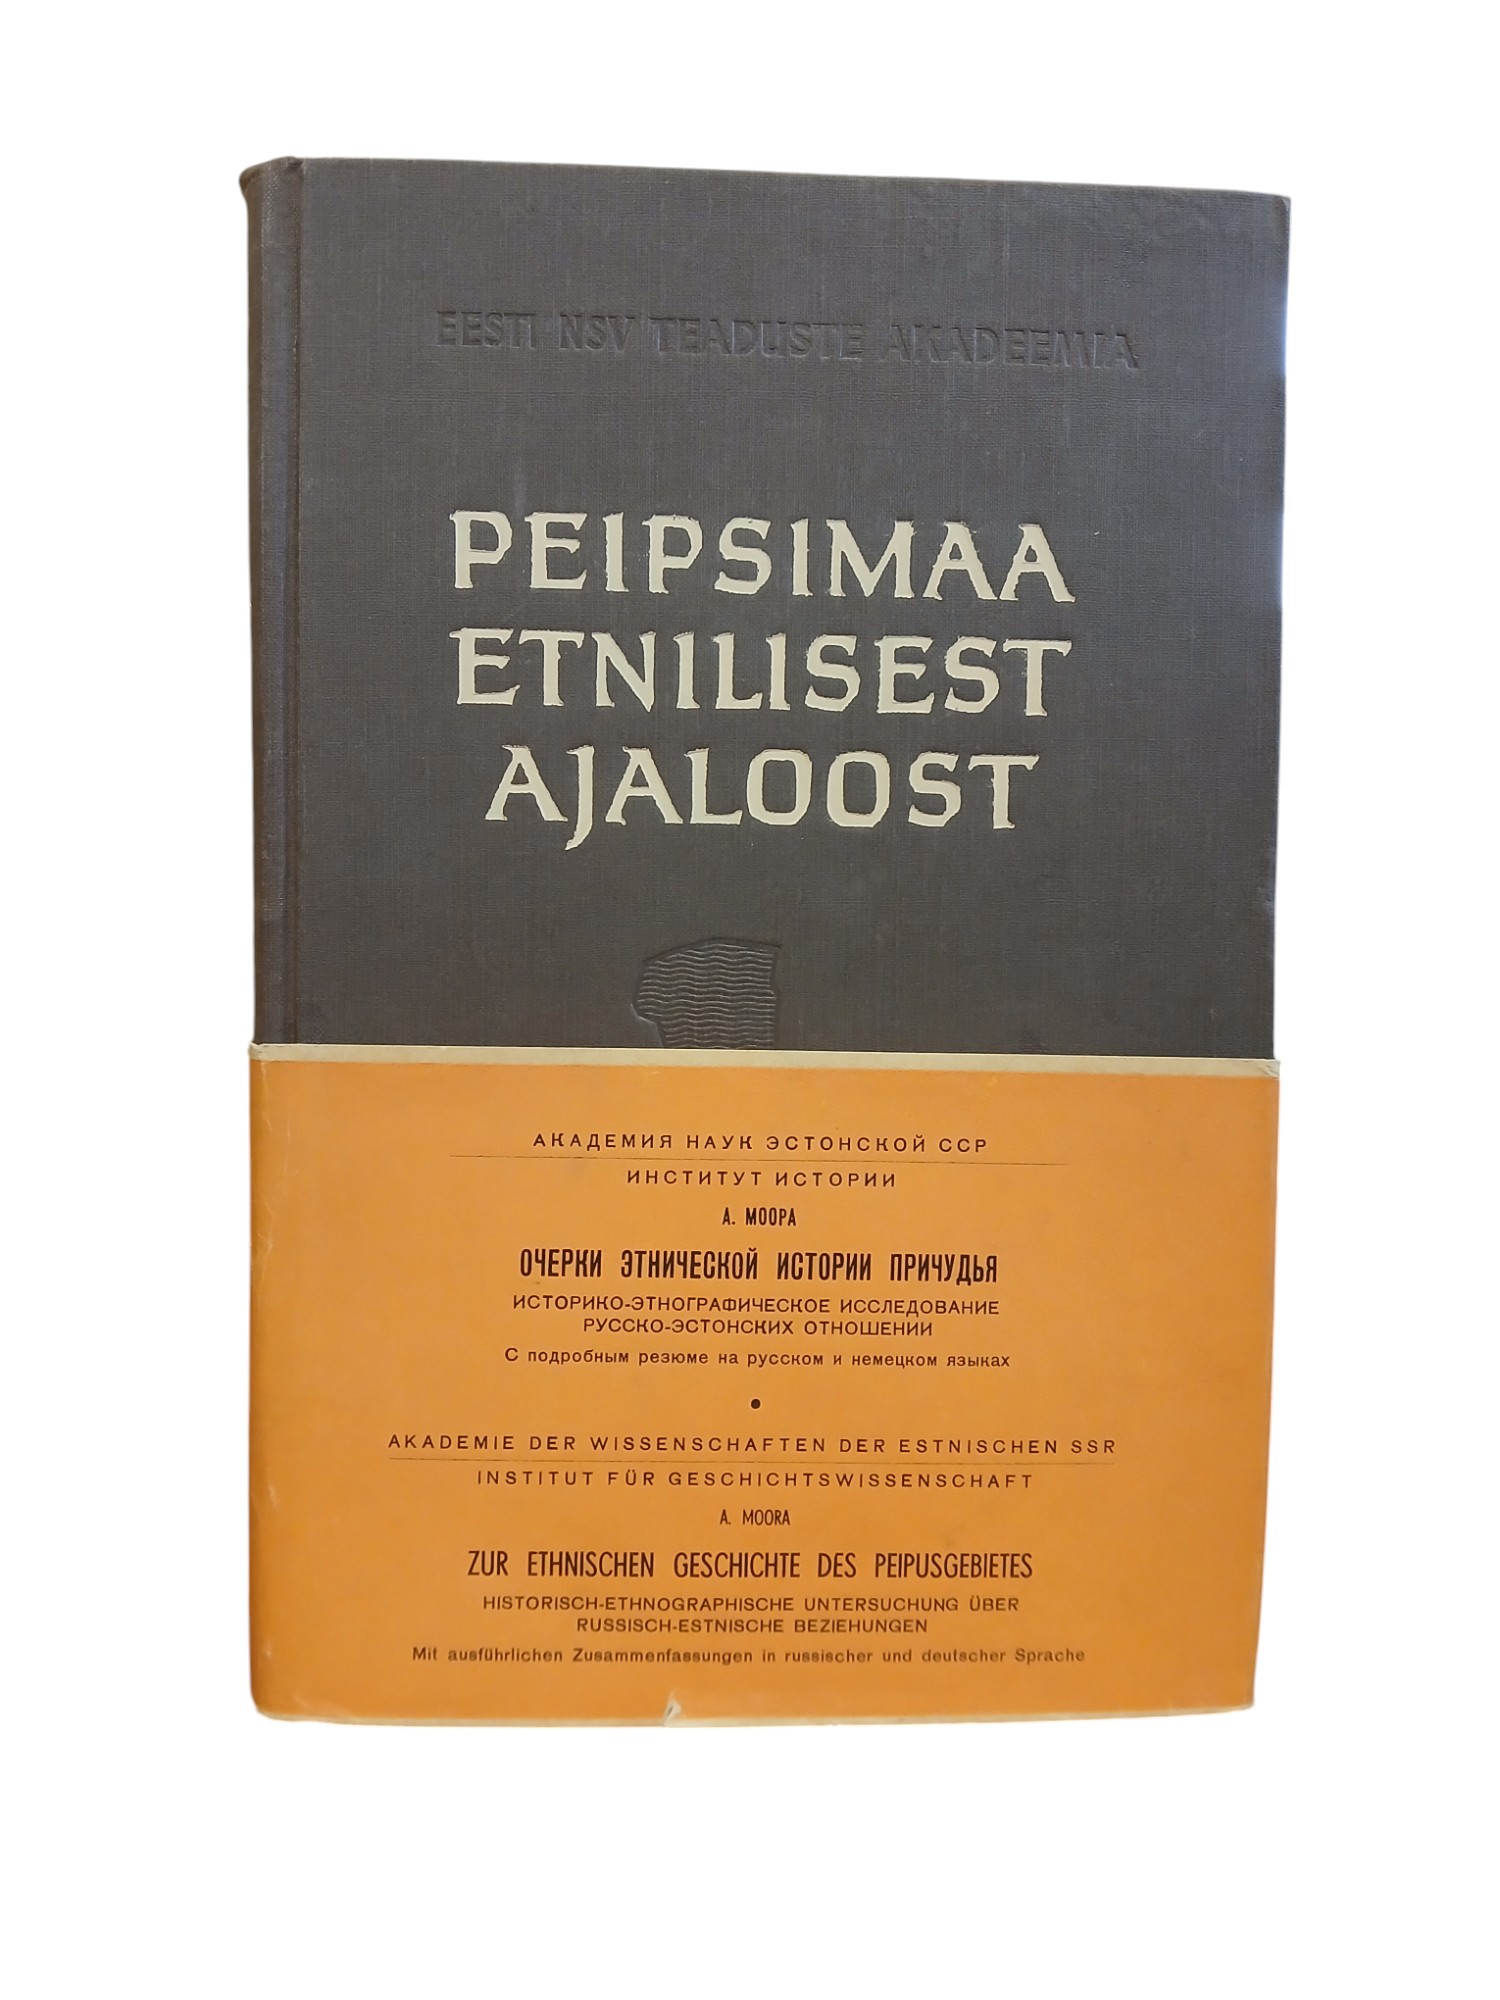 EESTI NSV TEADUSTE AKADEEMIA
PEIPSIMAA
ETNILISEST
AJALOOST
АКАДЕМИЯ НАУК ЭСТОНСКОЙ ССР
ИНСТИТУТ ИСТОРИИ
А. МООРА
ОЧЕРКИ ЭТНИЧЕСКОЙ ИСТОРИИ ПРИЧУДЬЯ
ИСТОРИКО-ЭТНОГРАФИЧЕСКОЕ ИССЛЕДОВАНИЕ
РУССКО-ЭСТОНСКИХ ОТНОШЕНИИ
С подробным резюме на русском и немецком языках
•
AKADEMIE DER WISSENSCHAFTEN DER ESTNISCHEN SSR
INSTITUT FÜR GESCHICHTSWISSENSCHAFT
A. MOORA
ZUR ETHNISCHEN GESCHICHTE DES PEIPUSGEBIETES
HISTORISCH-ETHNOGRAPHISCHE UNTERSUCHUNG ÜBER
RUSSISCH-ESTNISCHE BEZIEHUNGEN
Mit ausführlichen Zusammenfassungen in russischer und deutscher Sprache